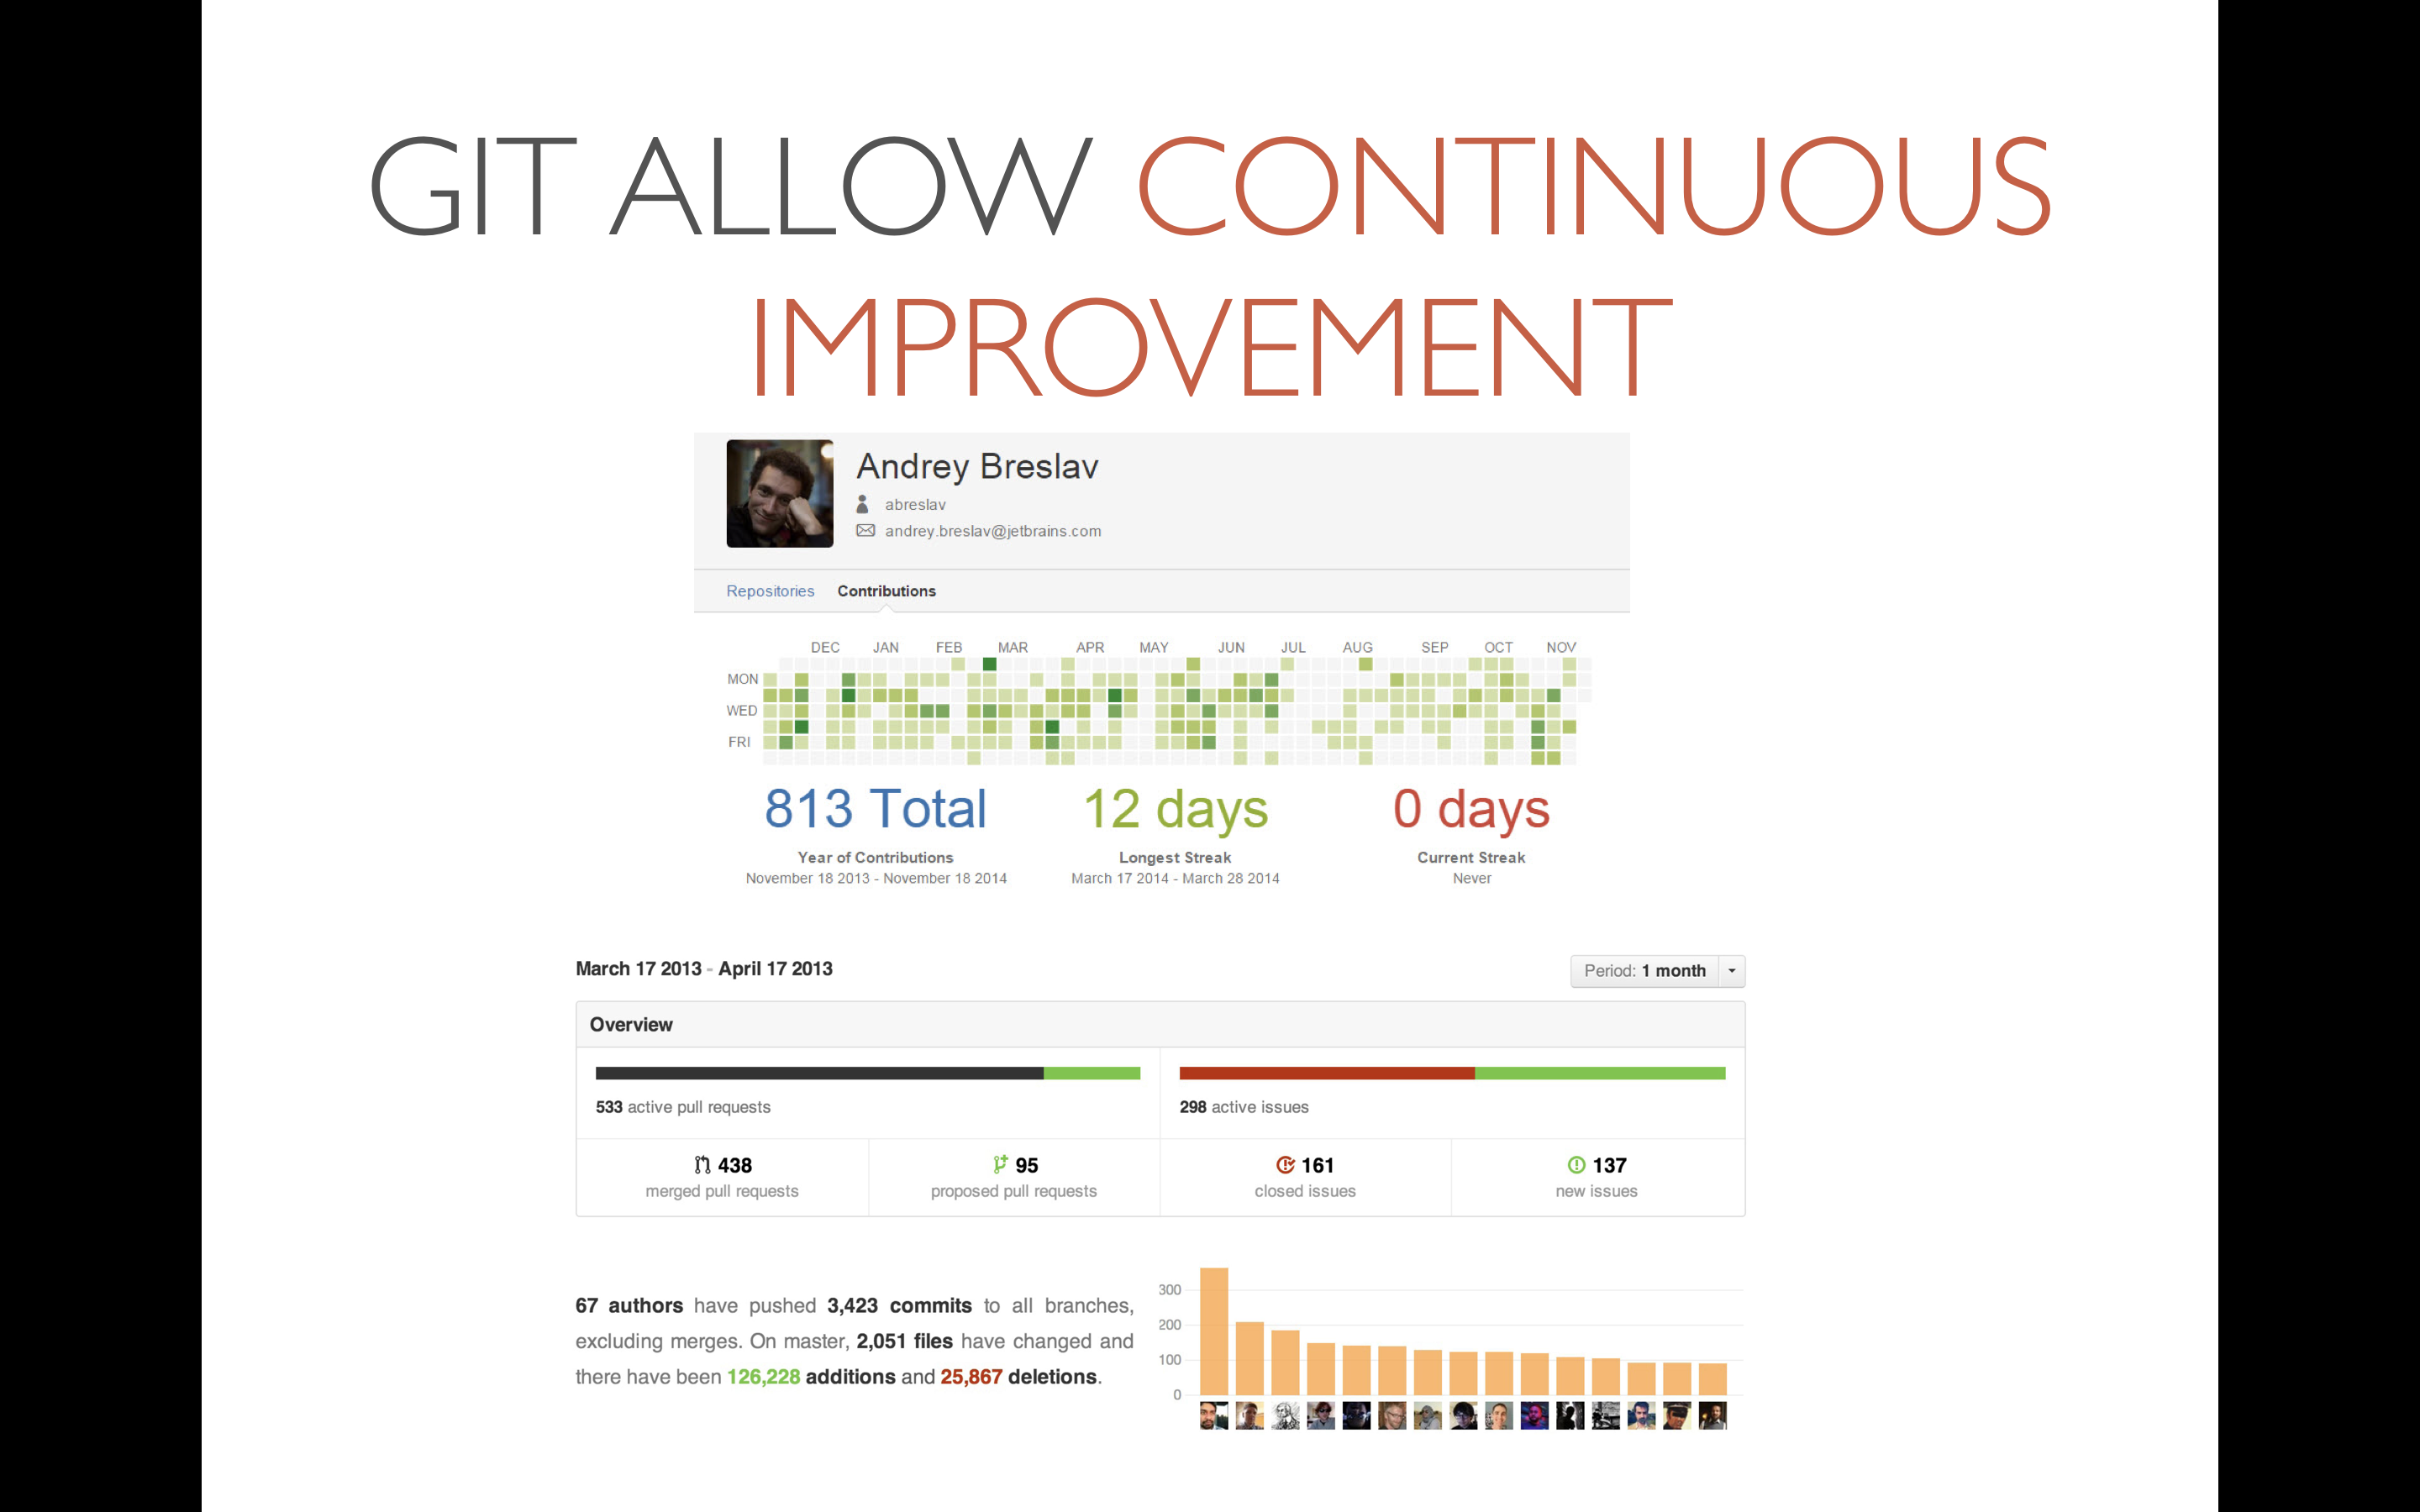 GIT ALLOW CONTINUOUS
IMPROVEMENT
Andrey Breslav
abreslav
andrey.breslav@jetbrains.com
Repositories Contributions
DEC JAN FEB MAR APR MAY JUN JUL AUG SEP OCT NOV
MON
WED
FRI
813 Total 12 days 0 days
Year of Contributions Longest Streak Current Streak
November 18 2013 - November 18 2014 March 17 2014 - March 28 2014 Never
March 17 2013 - April 17 2013 Period: 1 month
Overview
533 active pull requests 298 active issues
438 95 161 137
merged pull requests proposed pull requests closed issues new issues
67 authors have pushed 3,423 commits to all branches,
excluding merges. On master, 2,051 files have changed and
there have been 126,228 additions and 25,867 deletions.
300
200
100
0